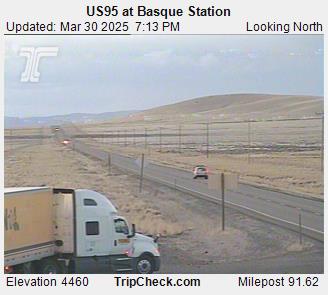 US95 at Basque Station
Updated: Mar 30 2025 7:13 PM Looking North
Elevation 4460 TripCheck.com Milepost 91.62